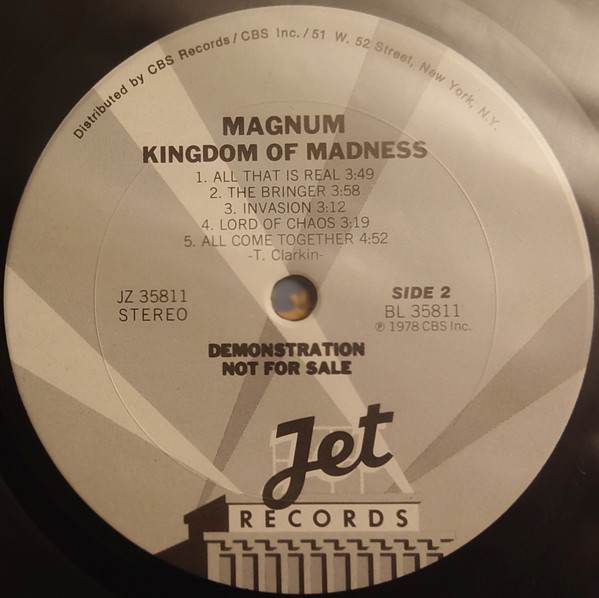 Distributed by CBS Records/CBS Inc./51 W. 52 Street, New York, N.Y.
MAGNUM
KINGDOM OF MADNESS
1. ALL THAT IS REAL 3:49
2. THE BRINGER 3:58
3. INVASION 3:12
4. LORD OF CHAOS 3:19
5. ALL COME TOGETHER 4:52
-T. Clarkin-
JZ 35811
STEREO
SIDE 2
BL 35811
℗ 1978 CBS Inc.
DEMONSTRATION
NOT FOR SALE
Jet
RECORDS